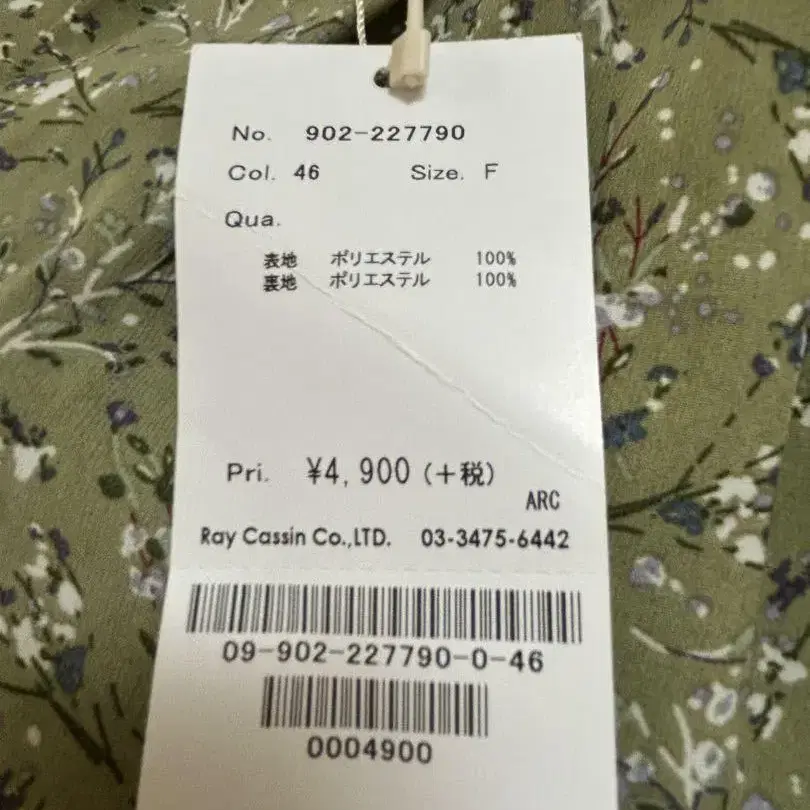 No. 902-227790
Col. 46 Size. F
Qua.
表地 ポリエステル 100%
裏地 ポリエステル 100%
Pri. ¥4,900 (+税)
ARC
Ray Cassin Co.,LTD. 03-3475-6442
09-902-227790-0-46
0004900